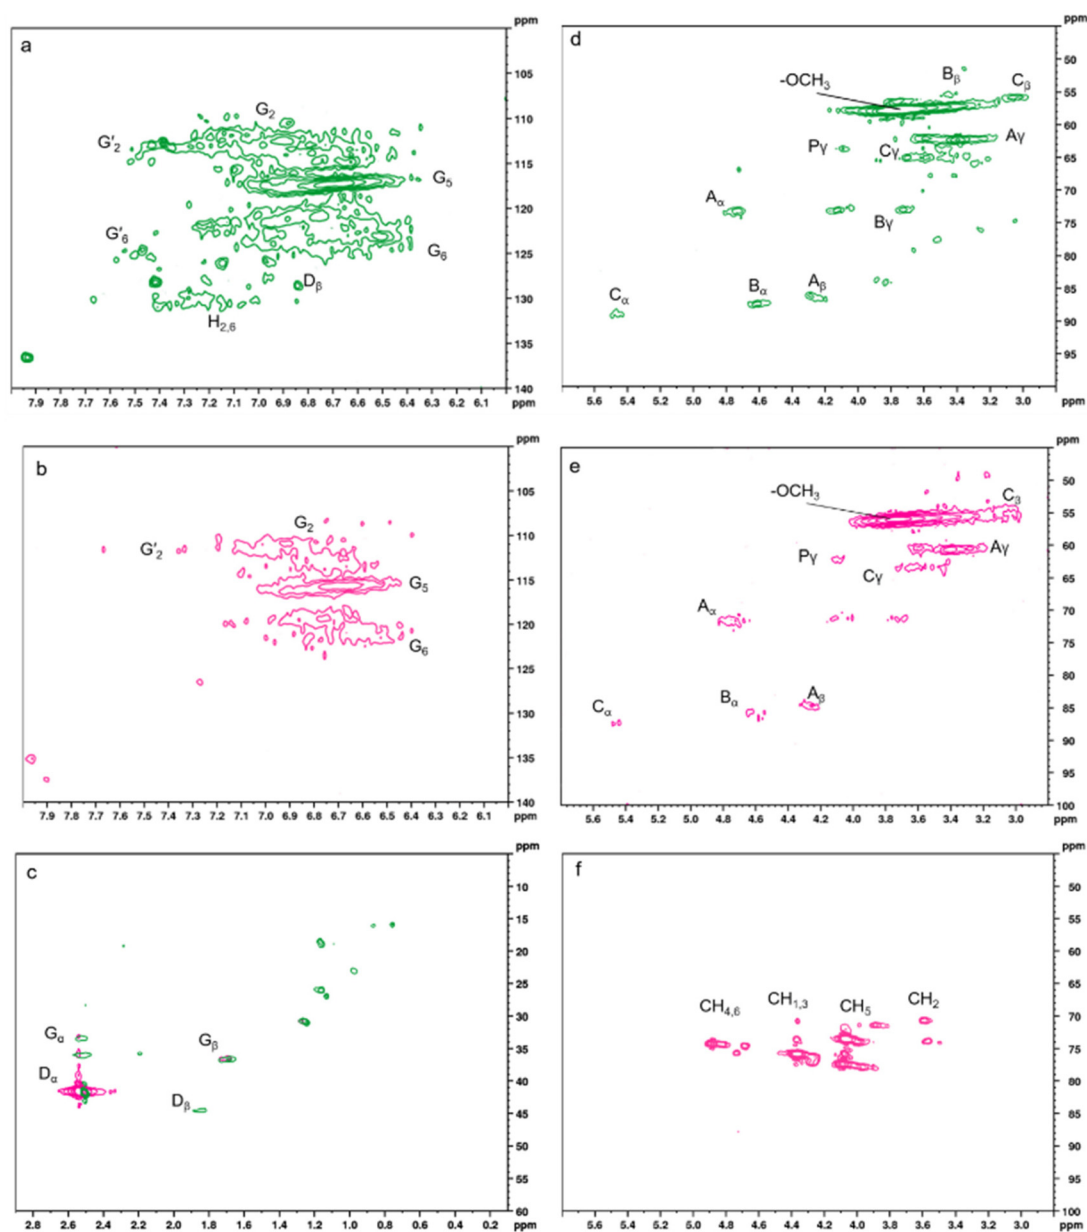 a
ppm
G2
G'2
G5
G'6
G6
Dβ
H2,6
105
110
115
120
125
130
135
140
7.9 7.8 7.7 7.6 7.5 7.4 7.3 7.2 7.1 7.0 6.9 6.8 6.7 6.6 6.5 6.4 6.3 6.2 6.1 ppm
d
ppm
-OCH3
Bβ
Cβ
Pγ
Cγ
Aγ
Aα
Bγ
Cα
Bα
Aβ
50
55
60
65
70
75
80
85
90
95
5.6 5.4 5.2 5.0 4.8 4.6 4.4 4.2 4.0 3.8 3.6 3.4 3.2 3.0 ppm
b
ppm
G2
G'2
G5
G6
105
110
115
120
125
130
135
140
7.9 7.8 7.7 7.6 7.5 7.4 7.3 7.2 7.1 7.0 6.9 6.8 6.7 6.6 6.5 6.4 6.3 6.2 6.1 ppm
e
ppm
-OCH3
C3
Pγ
Cγ
Aγ
Aα
Cα
Bα
Aβ
50
55
60
65
70
75
80
85
90
95
100
5.6 5.4 5.2 5.0 4.8 4.6 4.4 4.2 4.0 3.8 3.6 3.4 3.2 3.0 ppm
c
ppm
Gα
Gβ
Dα
Dβ
10
15
20
25
30
35
40
45
50
55
60
2.8 2.6 2.4 2.2 2.0 1.8 1.6 1.4 1.2 1.0 0.8 0.6 0.4 0.2 ppm
f
ppm
CH4,6
CH1,3
CH5
CH2
50
55
60
65
70
75
80
85
90
95
100
5.6 5.4 5.2 5.0 4.8 4.6 4.4 4.2 4.0 3.8 3.6 3.4 3.2 3.0 ppm